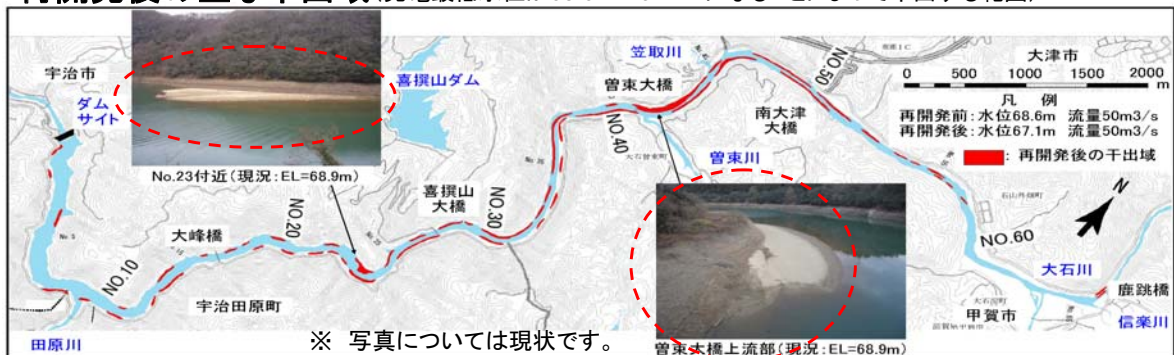 宇治市
ダム
サイト
喜撰山ダム
笠取川
曽束大橋
NO.50
大津市
0 500 1000 1500 2000
m
凡 例
再開発前:水位68.6m 流量50m3/s
再開発後:水位67.1m 流量50m3/s
:再開発後の干出域
南大津
大橋
NO.40
曽束川
No.23付近(現況:EL=68.9m)
喜撰山
大橋
NO.30
NO.20
大峰橋
NO.10
宇治田原町
田原川
N
NO.60
大石川
鹿跳橋
甲賀市
信楽川
※ 写真については現状です。
曽束大橋上流部(現況:EL=68.9m)